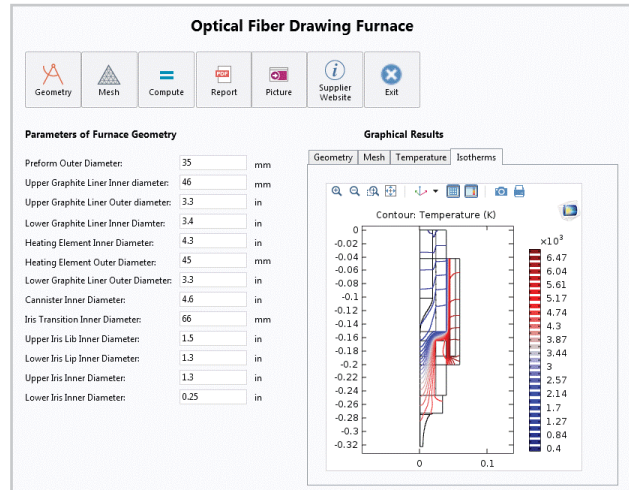 Optical Fiber Drawing Furnace
Geometry
Mesh
Compute
PDF
Report
Picture
Supplier Website
Exit
Parameters of Furnace Geometry
Preform Outer Diameter: 35 mm
Upper Graphite Liner Inner diameter: 46 mm
Upper Graphite Liner Outer diameter: 3.3 in
Lower Graphite Liner Inner Diamter: 3.4 in
Heating Element Inner Diameter: 4.3 in
Heating Element Outer Diameter: 45 mm
Lower Graphite Liner Outer Diameter: 3.3 in
Cannister Inner Diameter: 4.6 in
Iris Transition Inner Diameter: 66 mm
Upper Iris Lib Inner Diameter: 1.5 in
Lower Iris Lip Inner Diameter: 1.3 in
Upper Iris Inner Diameter: 1.3 in
Lower Iris Inner Diameter: 0.25 in
Graphical Results
Geometry Mesh Temperature Isotherms
Contour: Temperature (K)
0
-0.02
-0.04
-0.06
-0.08
-0.1
-0.12
-0.14
-0.16
-0.18
-0.2
-0.22
-0.24
-0.26
-0.28
-0.3
-0.32
0 0.1
×10³
6.47
6.04
5.61
5.17
4.74
4.3
3.87
3.44
3
2.57
2.14
1.7
1.27
0.84
0.4